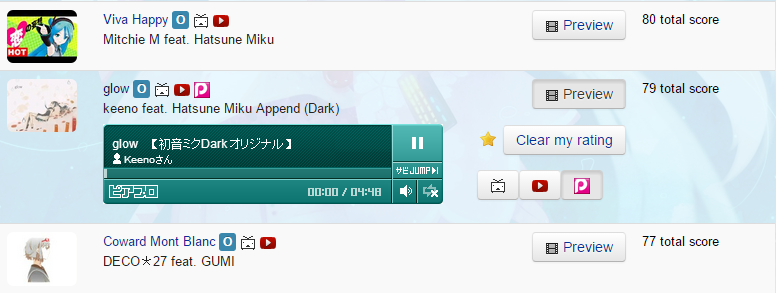 Viva Happy O
Mitchie M feat. Hatsune Miku
Preview
80 total score
HOT
glow O
keeno feat. Hatsune Miku Append (Dark)
Preview
79 total score
glow 【初音ミクDarkオリジナル】
Keenoさん
サビJUMP
ピアプロ
00:00 / 04:48
Clear my rating
Coward Mont Blanc O
DECO*27 feat. GUMI
Preview
77 total score